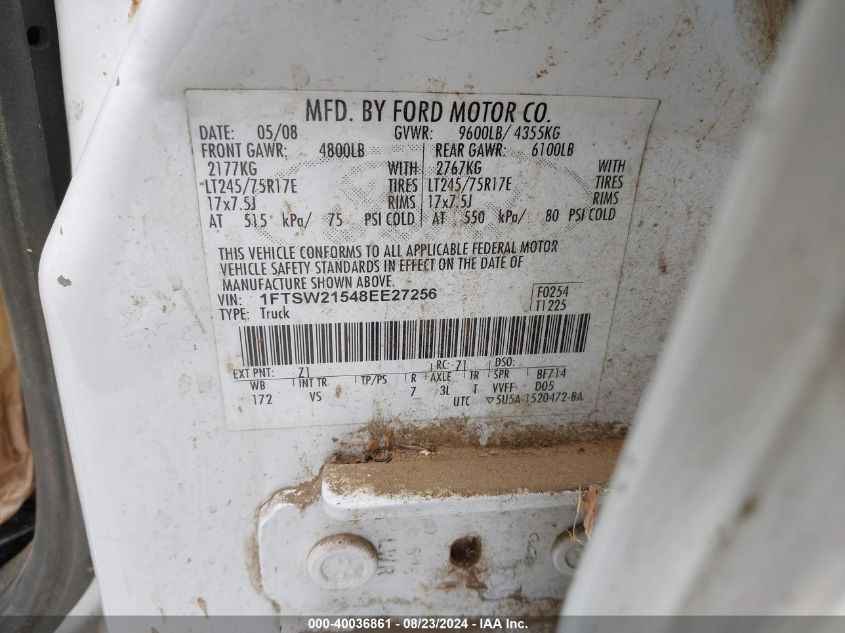 MFD. BY FORD MOTOR CO.
DATE: 05/08 GVWR: 9600LB/ 4355KG
FRONT GAWR: 4800LB REAR GAWR: 6100LB
2177KG WITH 2767KG WITH
LT245/75R17E TIRES LT245/75R17E TIRES
17x7.5J RIMS 17x7.5J RIMS
AT 515 kPa/ 75 PSI COLD AT 550 kPa/ 80 PSI COLD
THIS VEHICLE CONFORMS TO ALL APPLICABLE FEDERAL MOTOR
VEHICLE SAFETY STANDARDS IN EFFECT ON THE DATE OF
MANUFACTURE SHOWN ABOVE.
VIN: 1FTSW21548EE27256 F0254
TYPE: Truck T1225
EXT PNT: Z1 RC: 71 DSO:
WB INT TR TP/PS R AXLE TR SPR 8FZ14
172 VS 7 3L T VVFF D05
UTC ▽5U5A-1520472-BA
LWR
000-40036861 - 08/23/2024 - IAA Inc.